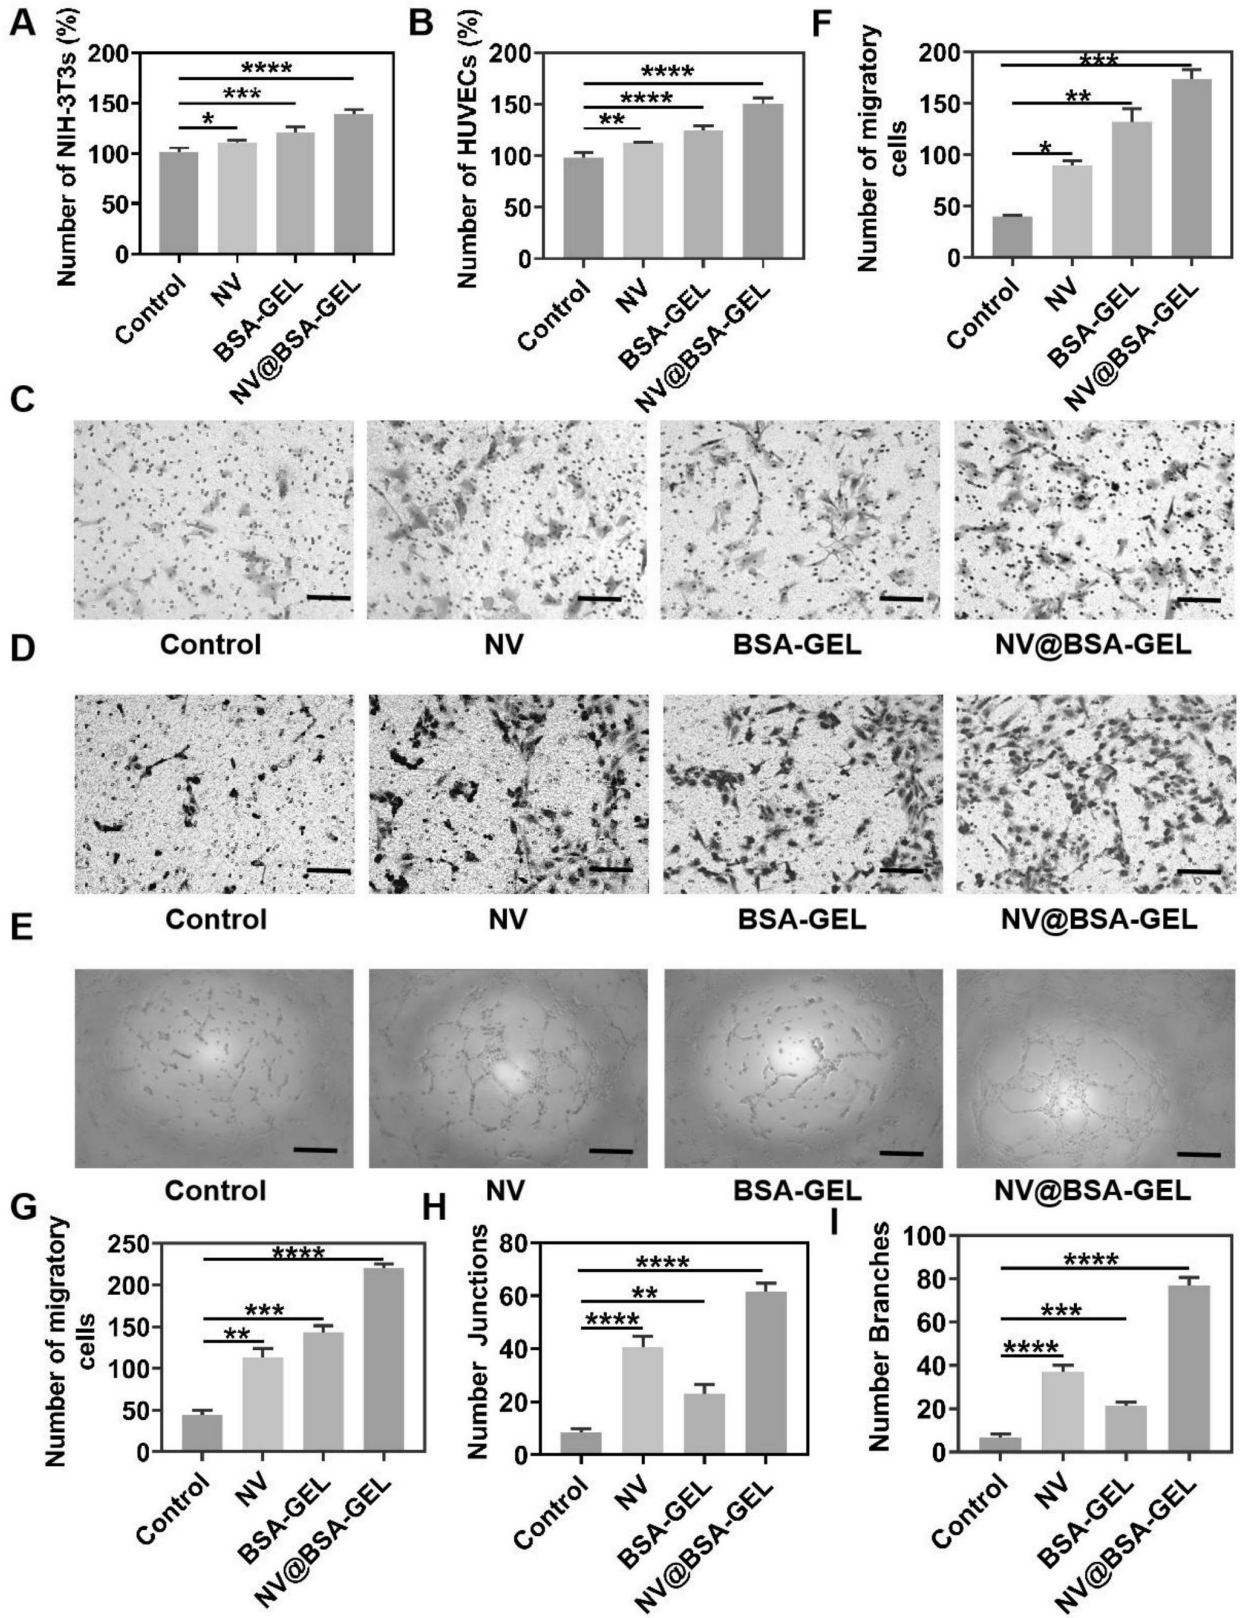 A
Number of NIH-3T3s (%)
200
150
100
50
0
****
***
*
Control
NV
BSA-GEL
NV@BSA-GEL
B
Number of HUVECs (%)
200
150
100
50
0
****
****
**
Control
NV
BSA-GEL
NV@BSA-GEL
F
Number of migratory
cells
200
150
100
50
0
***
**
*
Control
NV
BSA-GEL
NV@BSA-GEL
C
Control
NV
BSA-GEL
NV@BSA-GEL
D
Control
NV
BSA-GEL
NV@BSA-GEL
E
Control
NV
BSA-GEL
NV@BSA-GEL
G
Number of migratory
cells
250
200
150
100
50
0
****
***
**
Control
NV
BSA-GEL
NV@BSA-GEL
H
Number Junctions
80
60
40
20
0
****
**
****
Control
NV
BSA-GEL
NV@BSA-GEL
I
Number Branches
100
80
60
40
20
0
****
***
****
Control
NV
BSA-GEL
NV@BSA-GEL